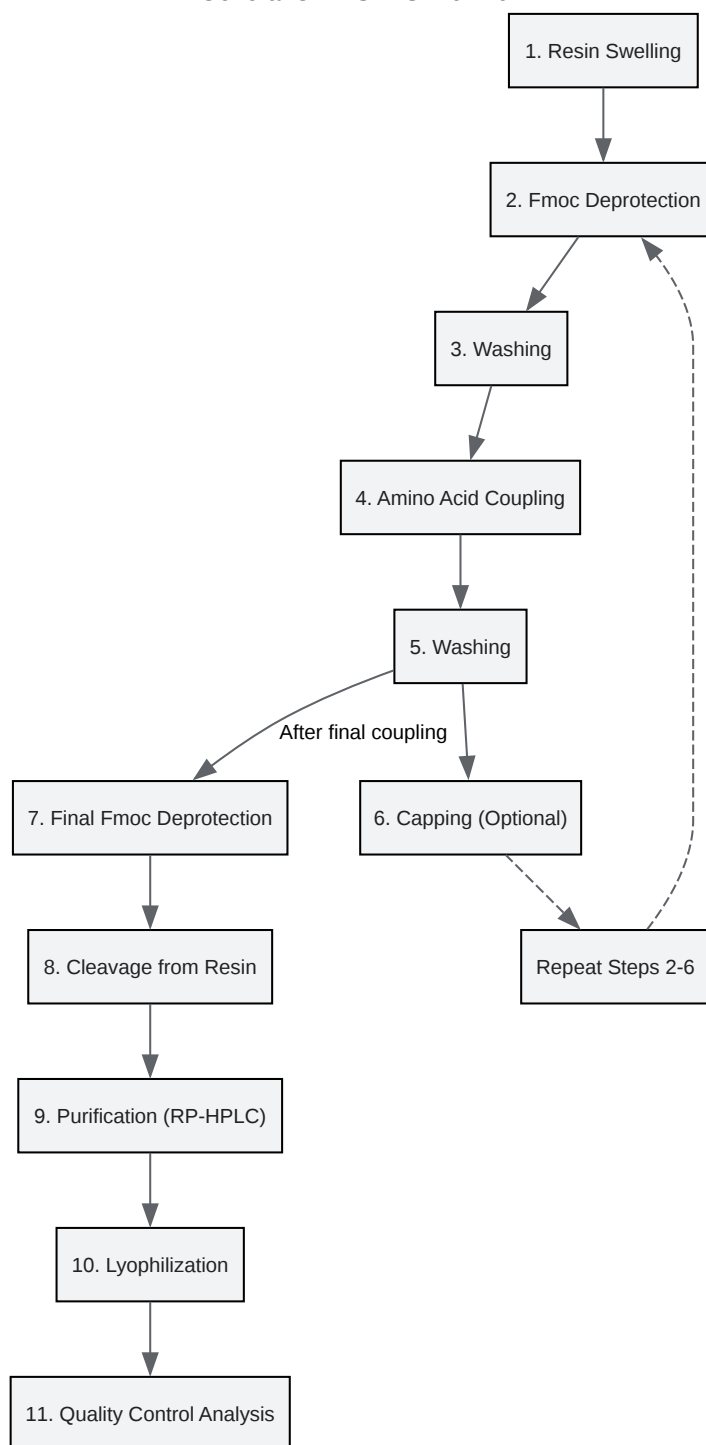 1. Resin Swelling
2. Fmoc Deprotection
3. Washing
4. Amino Acid Coupling
5. Washing
After final coupling
7. Final Fmoc Deprotection
6. Capping (Optional)
8. Cleavage from Resin
Repeat Steps 2-6
9. Purification (RP-HPLC)
10. Lyophilization
11. Quality Control Analysis